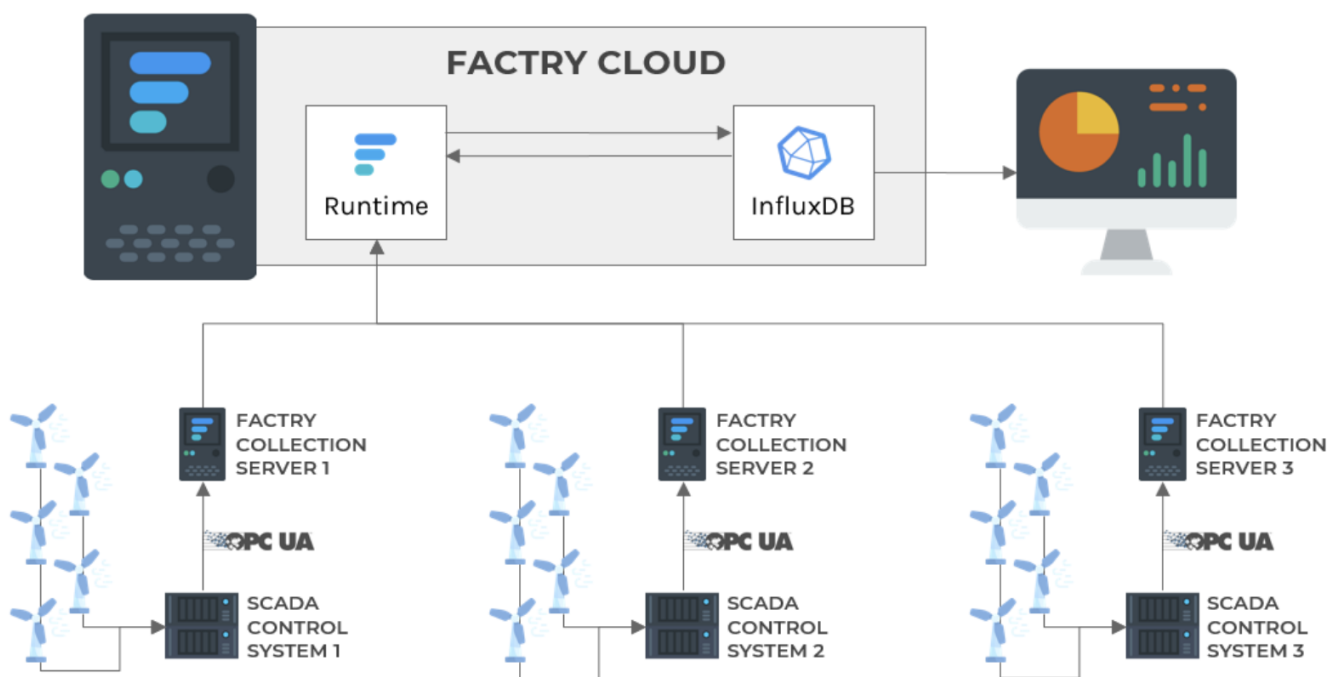 FACTRY CLOUD
Runtime
InfluxDB
FACTRY
COLLECTION
SERVER 1
FACTRY
COLLECTION
SERVER 2
FACTRY
COLLECTION
SERVER 3
OPC UA
OPC UA
OPC UA
SCADA
CONTROL
SYSTEM 1
SCADA
CONTROL
SYSTEM 2
SCADA
CONTROL
SYSTEM 3